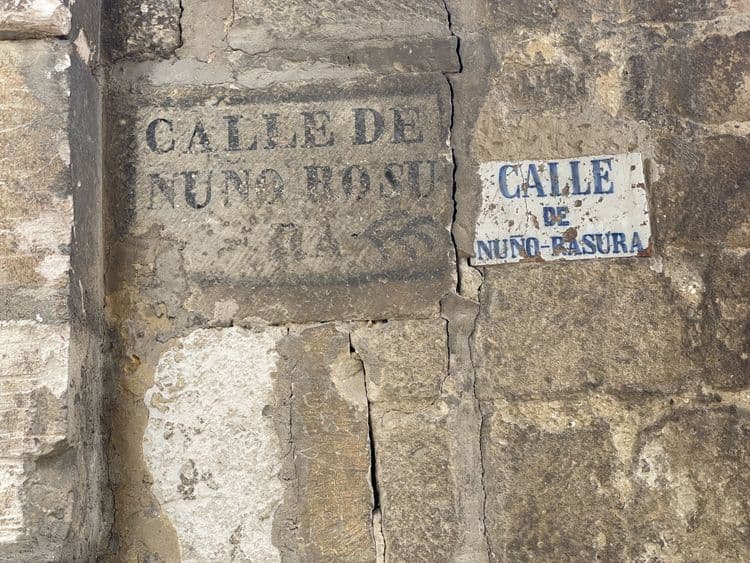 CALLE DE
NUÑO ROSU
RA
CALLE
DE
NUÑO-RASURA